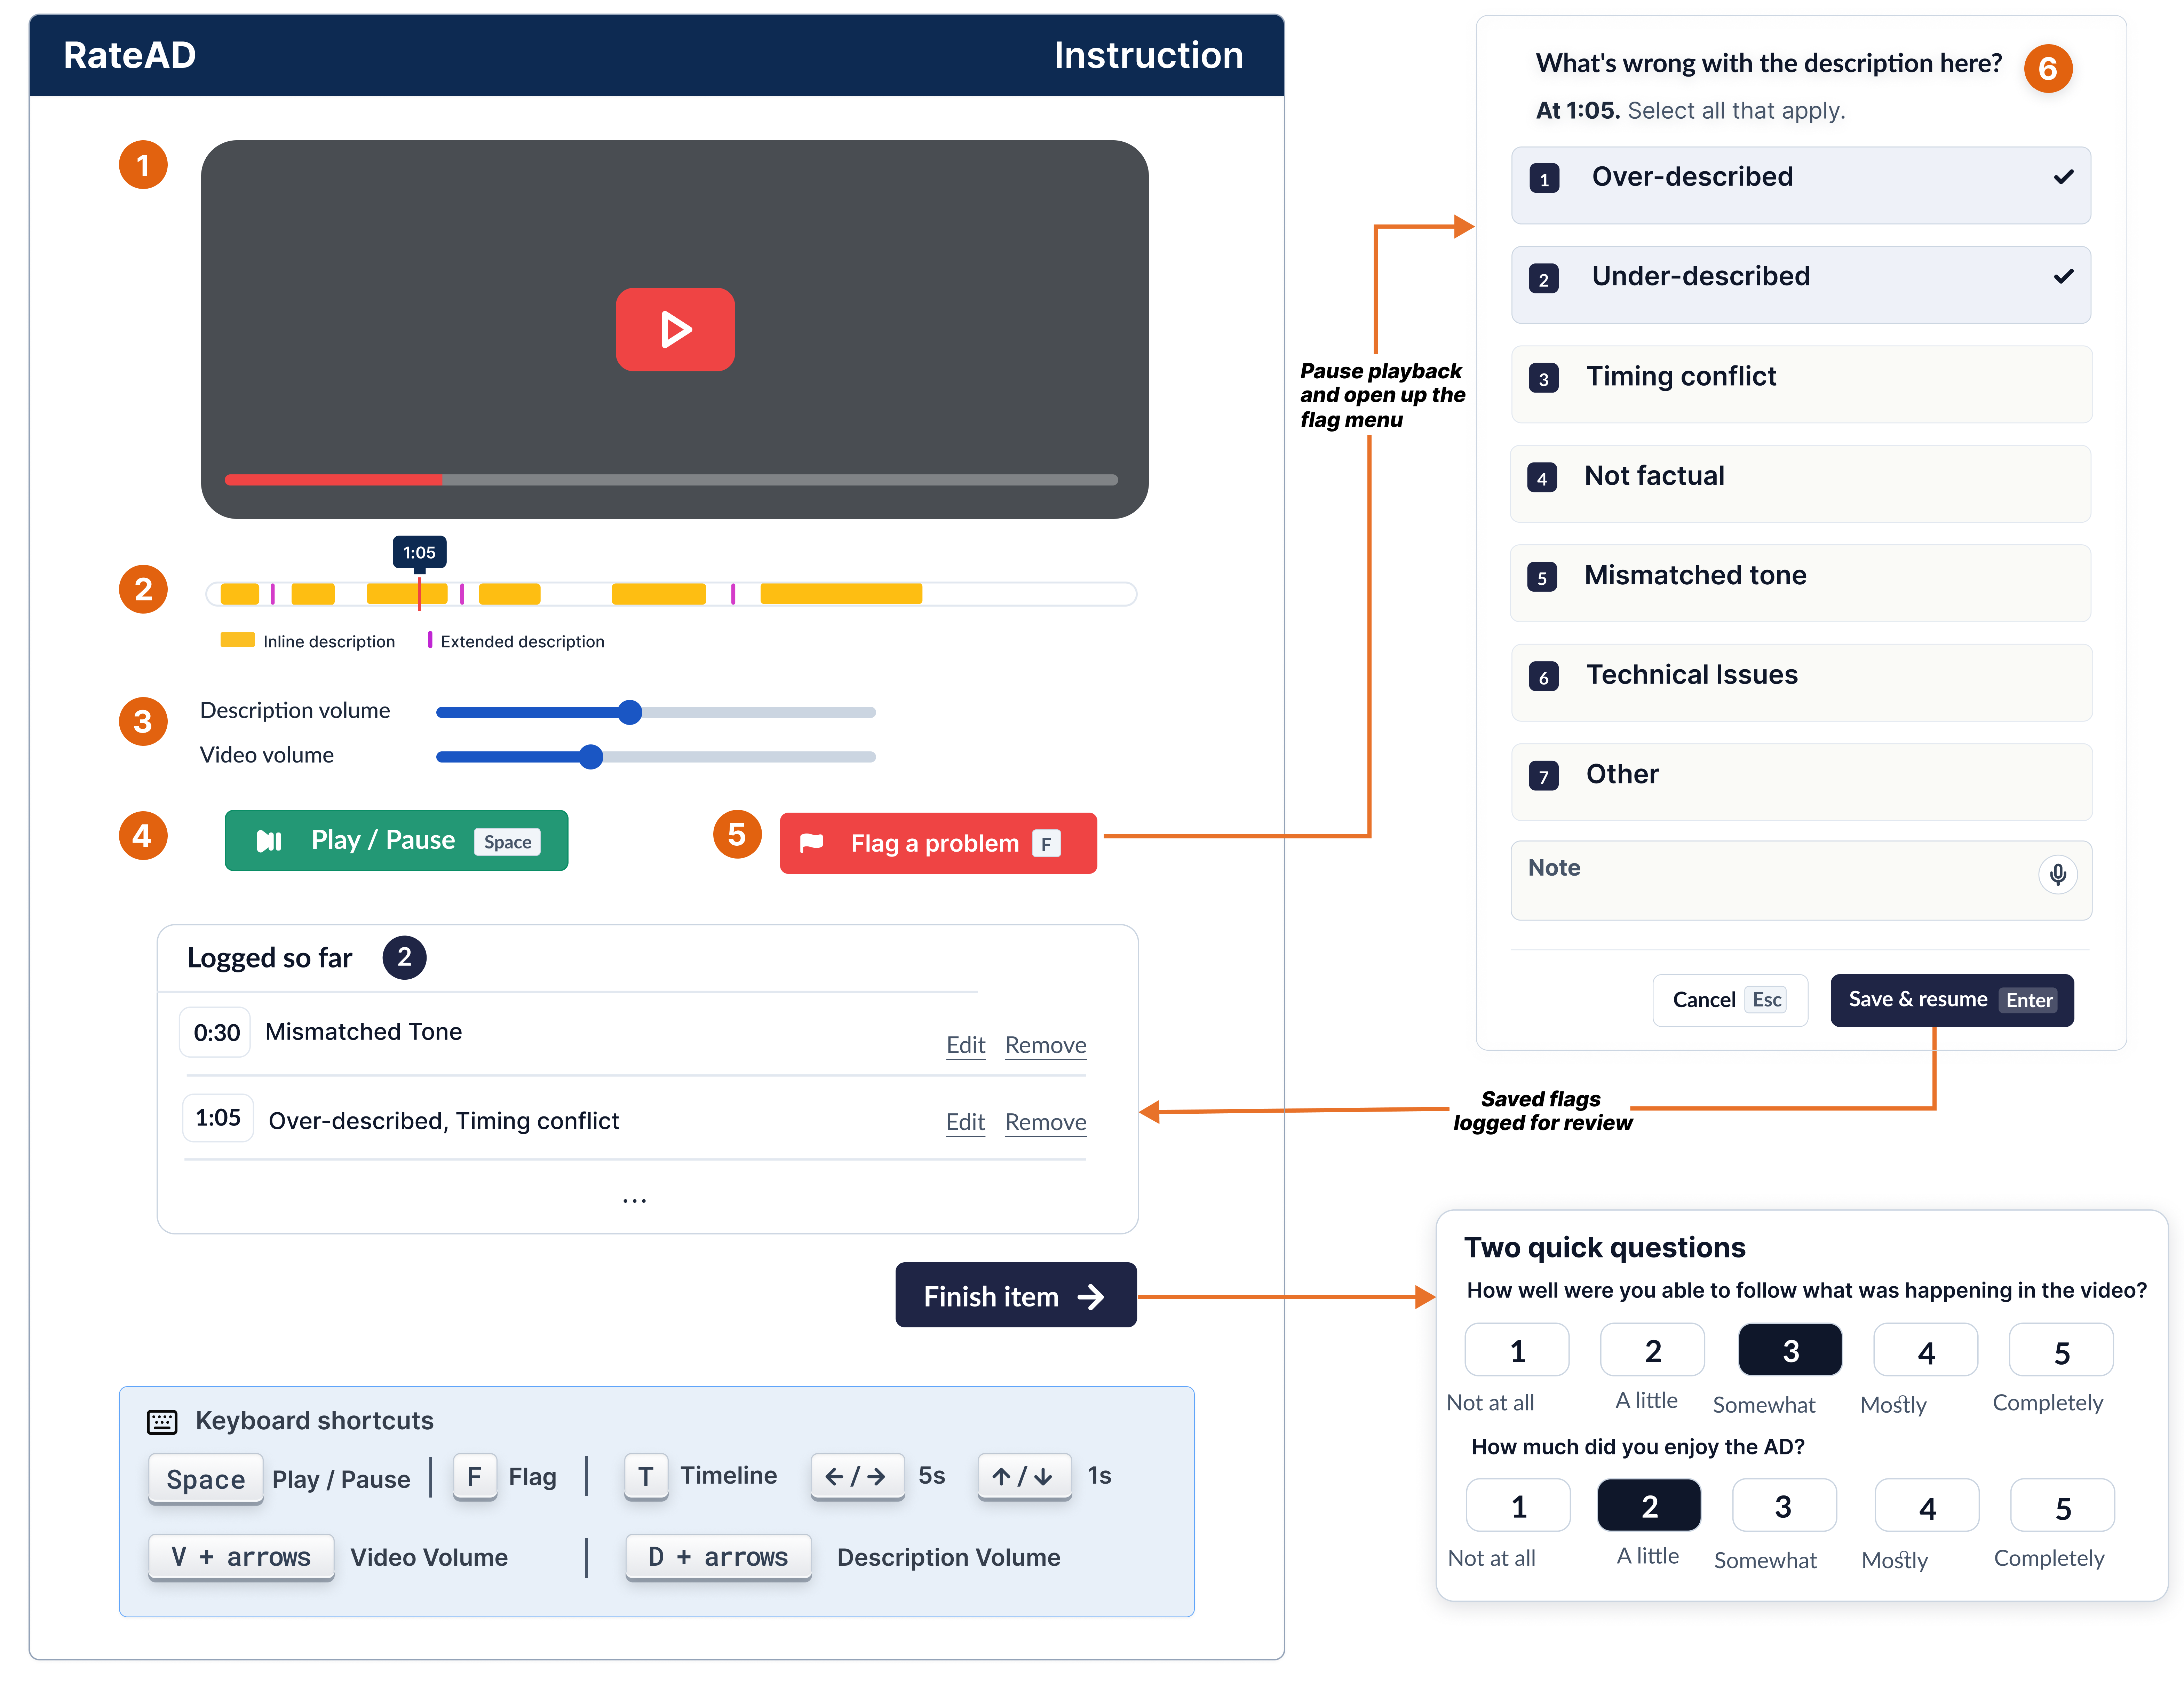 RateAD
Instruction
1
2
1:05
Inline description
Extended description
3
Description volume
Video volume
4
Play / Pause Space
5
Flag a problem F
Logged so far 2
0:30 Mismatched Tone
Edit Remove
1:05 Over-described, Timing conflict
Edit Remove
...
Finish item →
Keyboard shortcuts
Space Play / Pause | F Flag | T Timeline ←/→ 5s ↑/↓ 1s
V + arrows Video Volume | D + arrows Description Volume
Pause playback
and open up the
flag menu
What's wrong with the description here? 6
At 1:05. Select all that apply.
1 Over-described
2 Under-described
3 Timing conflict
4 Not factual
5 Mismatched tone
6 Technical Issues
7 Other
Note
Cancel Esc
Save & resume Enter
Saved flags
logged for review
Two quick questions
How well were you able to follow what was happening in the video?
1 2 3 4 5
Not at all A little Somewhat Mostly Completely
How much did you enjoy the AD?
1 2 3 4 5
Not at all A little Somewhat Mostly Completely